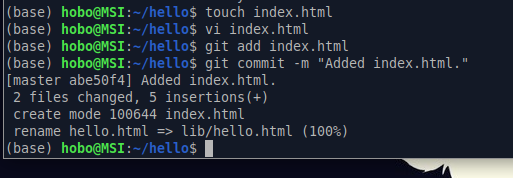 (base) hobo@MSI:~/hello$ touch index.html
(base) hobo@MSI:~/hello$ vi index.html
(base) hobo@MSI:~/hello$ git add index.html
(base) hobo@MSI:~/hello$ git commit -m "Added index.html."
[master abe50f4] Added index.html.
 2 files changed, 5 insertions(+)
 create mode 100644 index.html
 rename hello.html => lib/hello.html (100%)
(base) hobo@MSI:~/hello$